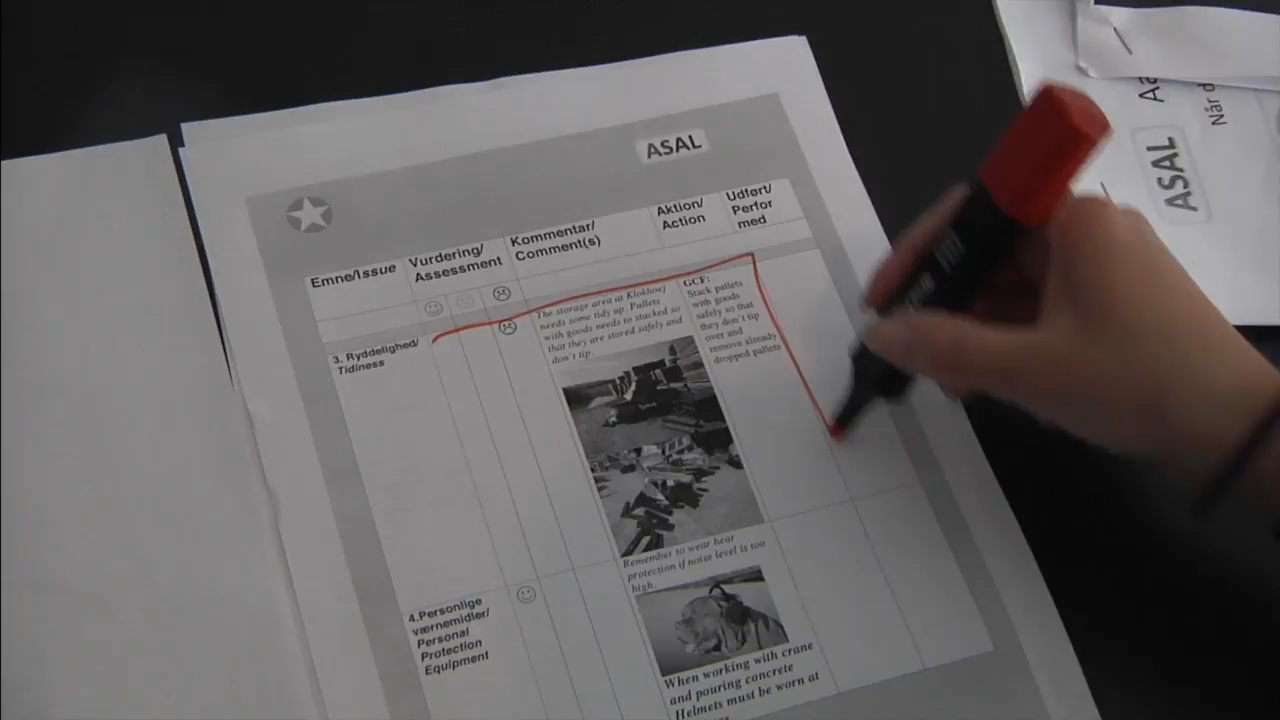 ASAL
Emne/Issue
Vurdering/
Assessment
Kommentar/
Comment(s)
Aktion/
Action
Udført/
Perfor
med
3. Ryddelighed/
Tidiness
The storage area at Klokhoej
needs some tidy up. Pallets
with goods needs to stacked so
that they are stored safely and
don't tip.
GCF:
Stack pallets
with goods
safely so that
they don't tip
over and
remove already
dropped pallets
4.Personlige
værnemidler/
Personal
Protection
Equipment
Remember to wear hear
protection if noise level is too
high.
When working with crane
and pouring concrete
Helmets must be worn at
ASAL
Når d